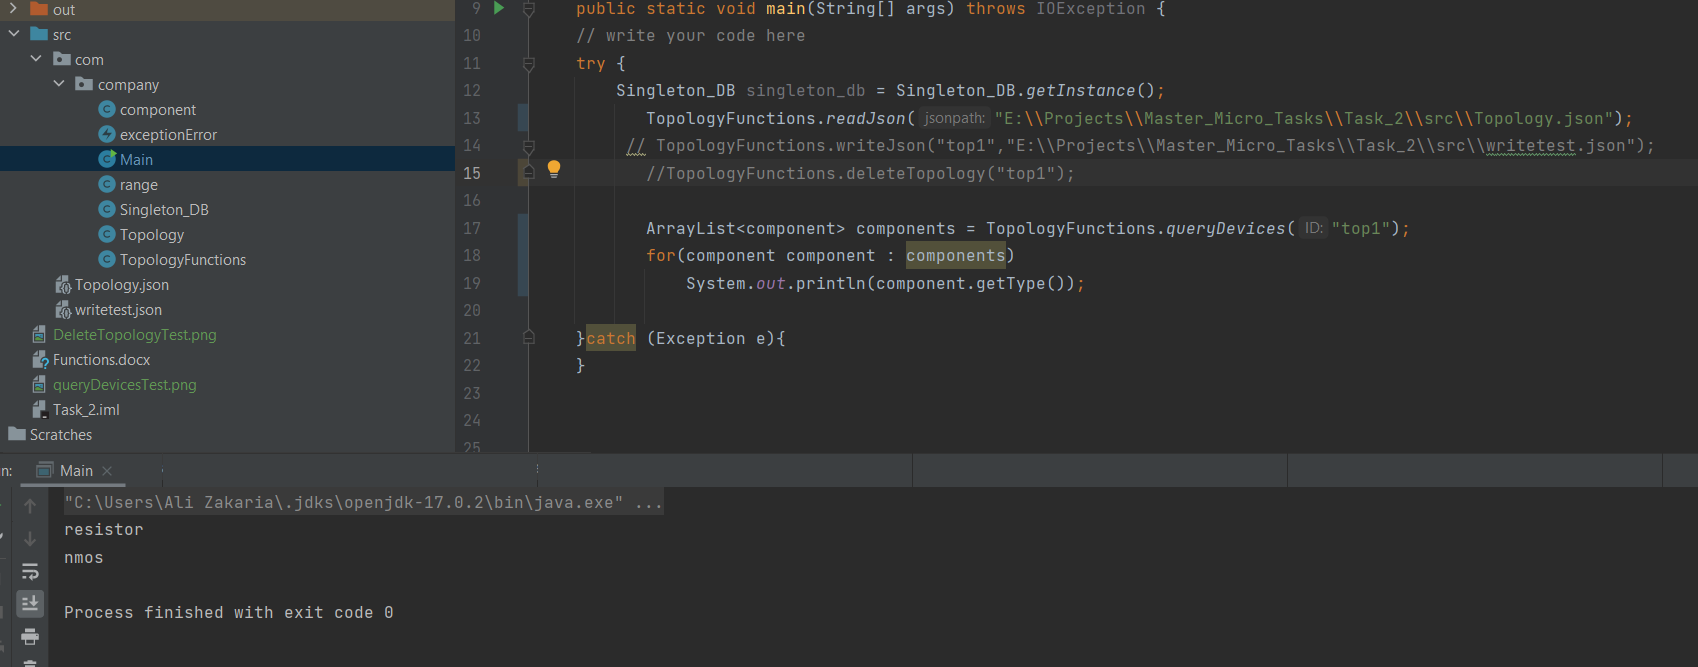 out
src
com
company
component
exceptionError
Main
range
Singleton_DB
Topology
TopologyFunctions
Topology.json
writetest.json
DeleteTopologyTest.png
Functions.docx
queryDevicesTest.png
Task_2.iml
Scratches
9 public static void main(String[] args) throws IOException {
10 // write your code here
11 try {
12 Singleton_DB singleton_db = Singleton_DB.getInstance();
13 TopologyFunctions.readJson( jsonpath: "E:\\Projects\\Master_Micro_Tasks\\Task_2\\src\\Topology.json");
14 // TopologyFunctions.writeJson("top1","E:\\Projects\\Master_Micro_Tasks\\Task_2\\src\\writetest.json");
15 //TopologyFunctions.deleteTopology("top1");
16
17 ArrayList<component> components = TopologyFunctions.queryDevices( ID: "top1");
18 for(component component : components)
19 System.out.println(component.getType());
20
21 }catch (Exception e){
22 }
23
24
25
n: Main
"C:\Users\Ali Zakaria\.jdks\openjdk-17.0.2\bin\java.exe" ...
resistor
nmos
Process finished with exit code 0